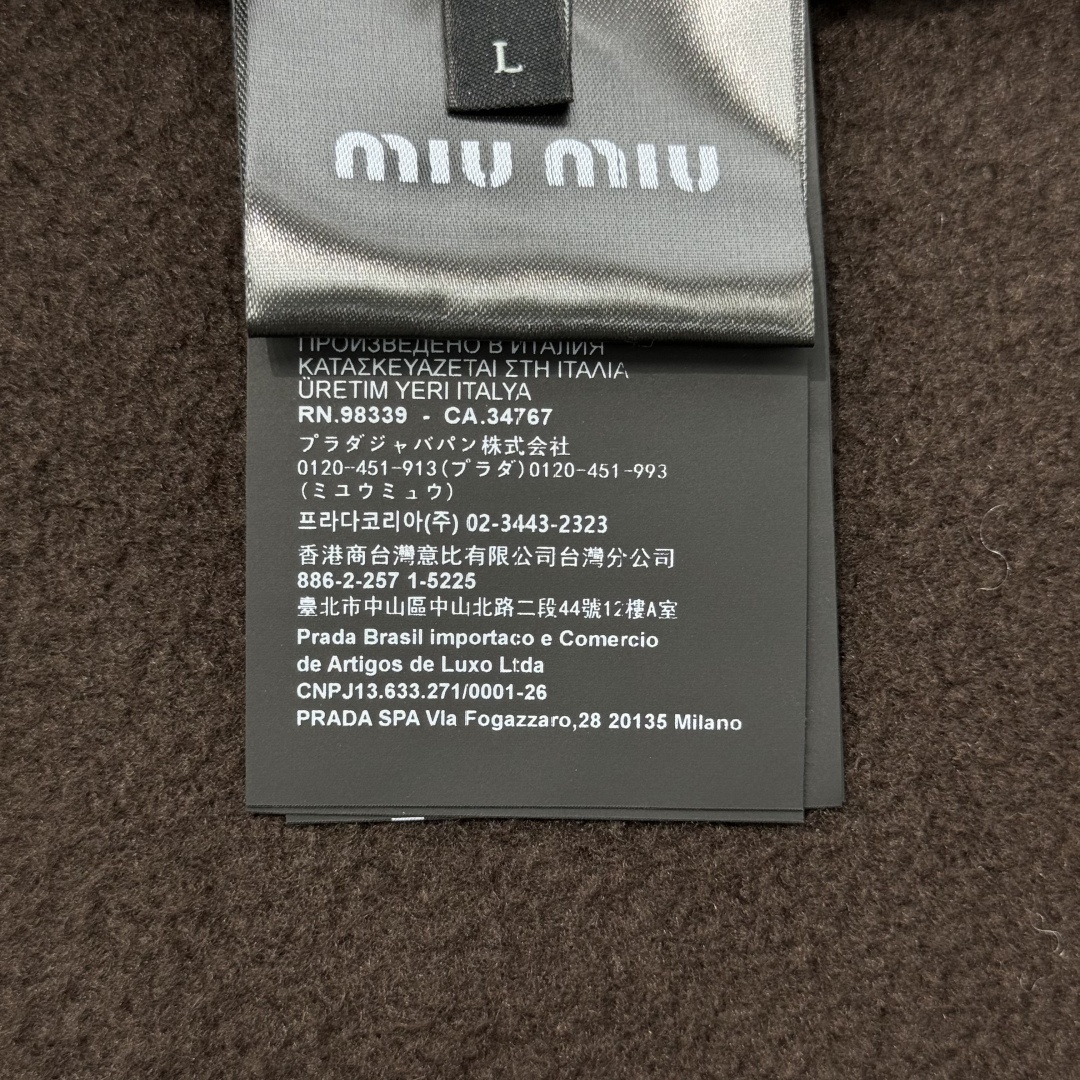 L
miu miu
ПРОИЗВЕДЕНО В ИТАЛИЯ
ΚΑΤΑΣΚΕΥΑΖΕΤΑΙ ΣΤΗ ΙΤΑΛΙΑ
ÜRETIM YERI ITALYA
RN.98339 - CA.34767
プラダジャバパン株式会社
0120-451-913(プラダ)0120-451-993
(ミユウミュウ)
프라다코리아(주) 02-3443-2323
香港商台灣意比有限公司台灣分公司
886-2-257 1-5225
臺北市中山區中山北路二段44號12樓A室
Prada Brasil importaco e Comercio
de Artigos de Luxo Ltda
CNPJ13.633.271/0001-26
PRADA SPA VIa Fogazzaro,28 20135 Milano